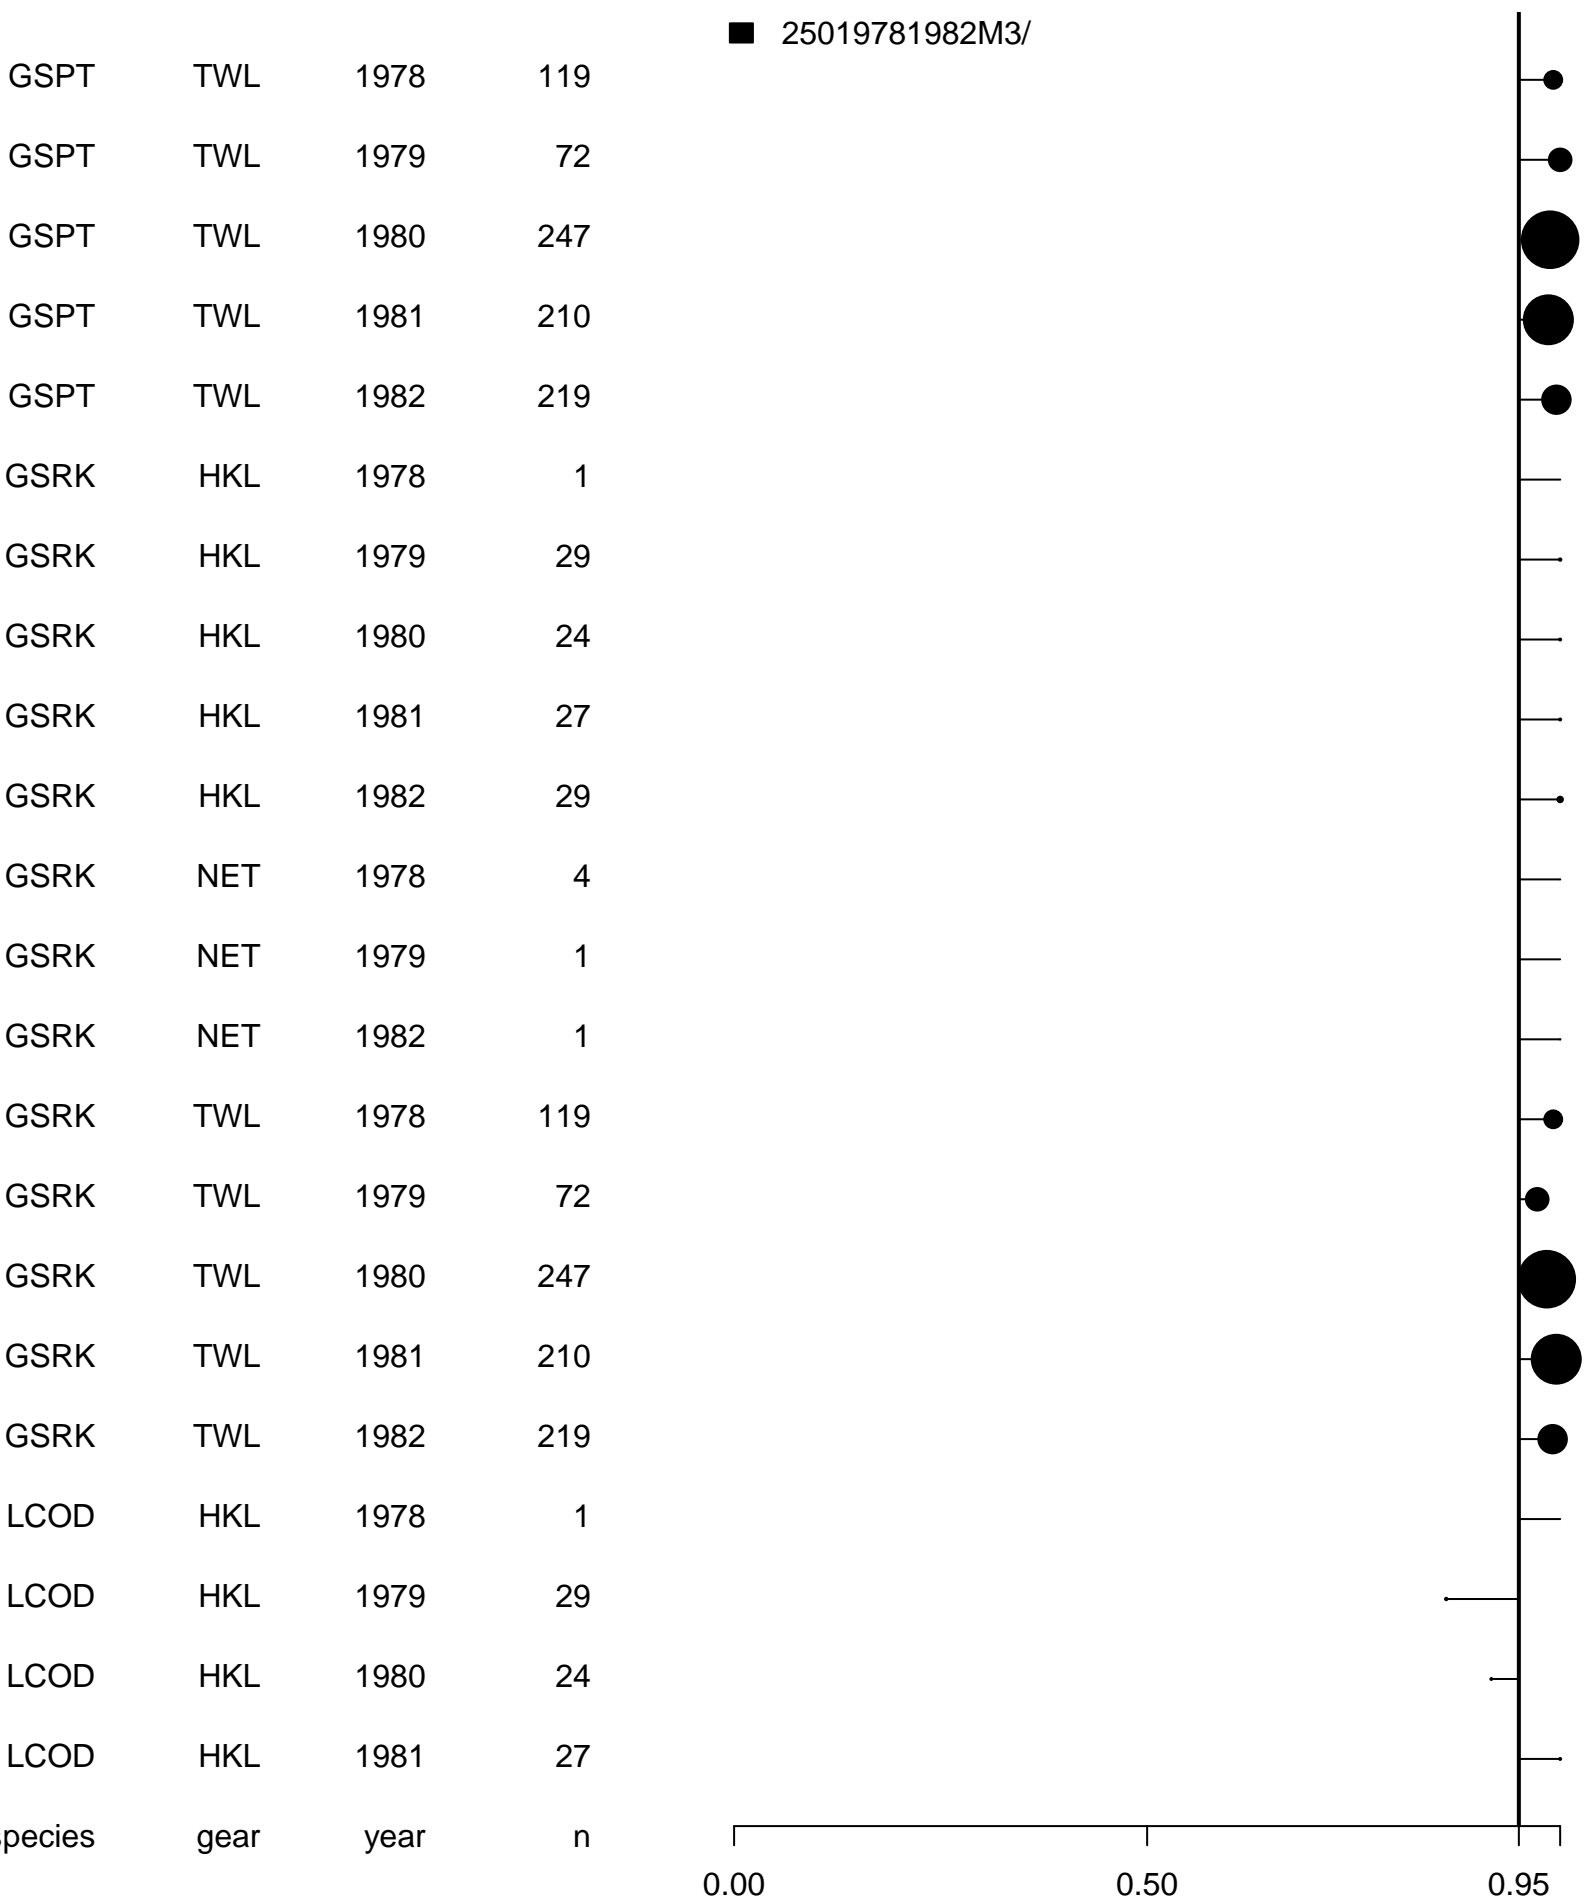 25019781982M3/
GSPT TWL 1978 119
GSPT TWL 1979 72
GSPT TWL 1980 247
GSPT TWL 1981 210
GSPT TWL 1982 219
GSRK HKL 1978 1
GSRK HKL 1979 29
GSRK HKL 1980 24
GSRK HKL 1981 27
GSRK HKL 1982 29
GSRK NET 1978 4
GSRK NET 1979 1
GSRK NET 1982 1
GSRK TWL 1978 119
GSRK TWL 1979 72
GSRK TWL 1980 247
GSRK TWL 1981 210
GSRK TWL 1982 219
LCOD HKL 1978 1
LCOD HKL 1979 29
LCOD HKL 1980 24
LCOD HKL 1981 27
species gear year n
0.00 0.50 0.95